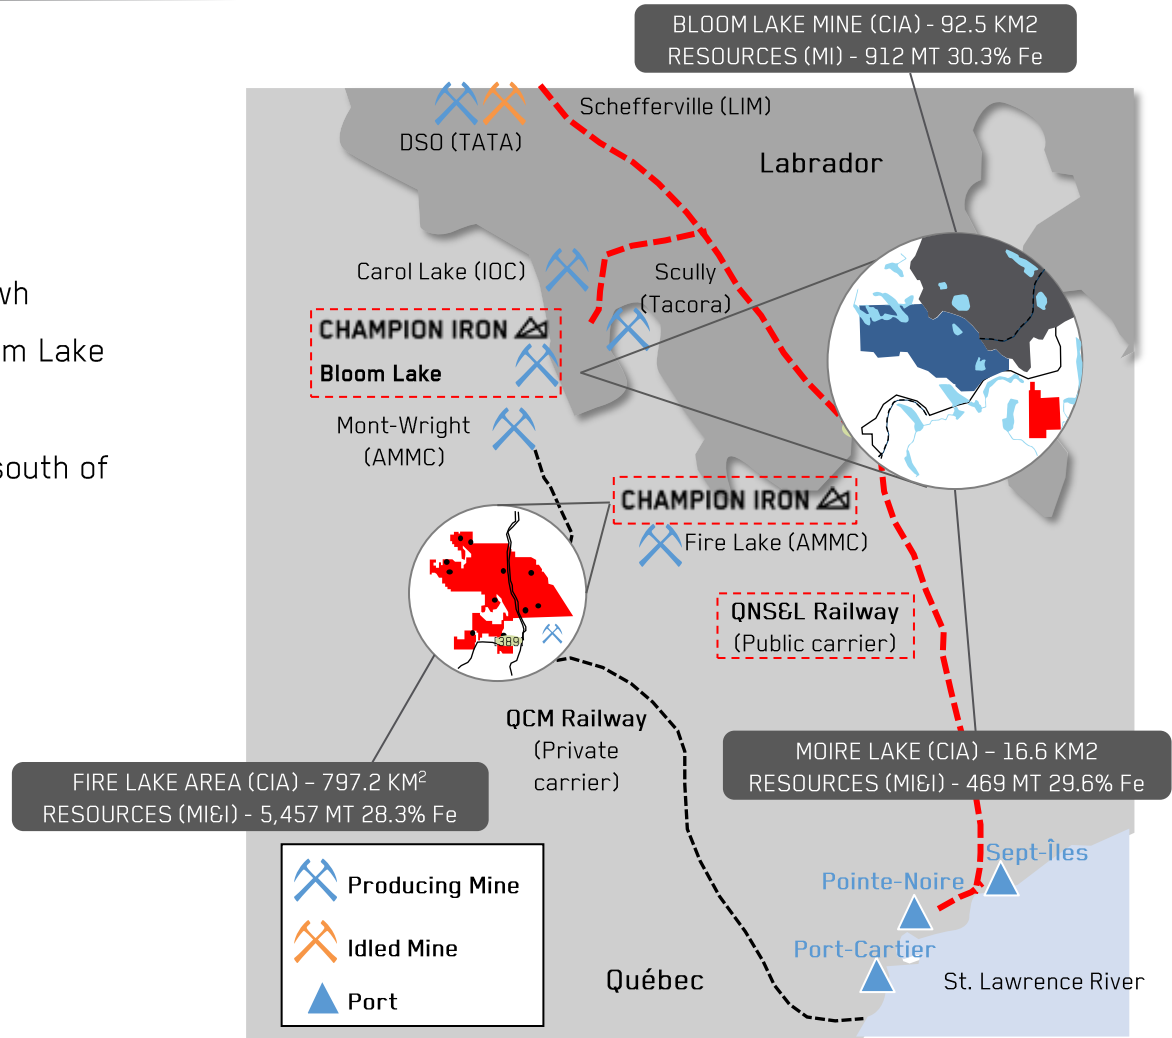 BLOOM LAKE MINE (CIA) - 92.5 KM2
RESOURCES (MI) - 912 MT 30.3% Fe
Schefferville (LIM)
DSO (TATA)
Labrador
Carol Lake (IOC)
Scully
(Tacora)
wh
m Lake
south of
CHAMPION IRON
Bloom Lake
Mont-Wright
(AMMC)
CHAMPION IRON
Fire Lake (AMMC)
389
QNS&L Railway
(Public carrier)
QCM Railway
(Private
carrier)
MOIRE LAKE (CIA) – 16.6 KM2
RESOURCES (MI&I) - 469 MT 29.6% Fe
FIRE LAKE AREA (CIA) – 797.2 KM²
RESOURCES (MI&I) - 5,457 MT 28.3% Fe
Producing Mine
Idled Mine
Port
Sept-Îles
Pointe-Noire
Port-Cartier
Québec
St. Lawrence River